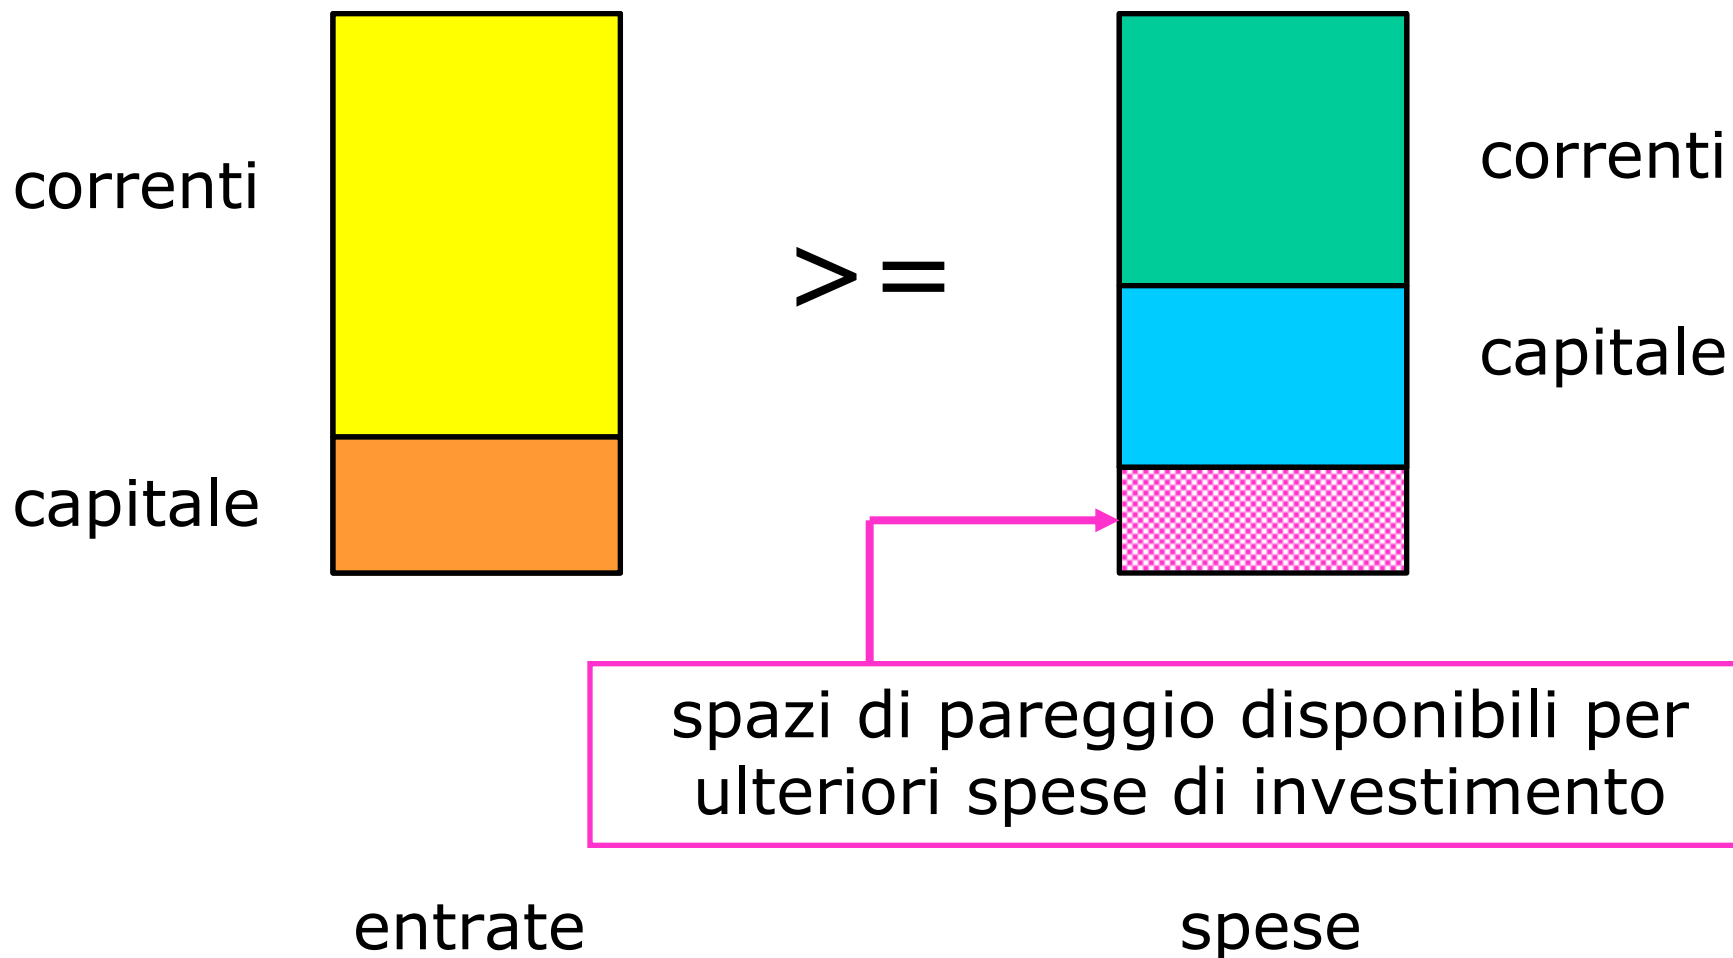 correnti
capitale
>=
correnti
capitale
spazi di pareggio disponibili per
ulteriori spese di investimento
entrate
spese